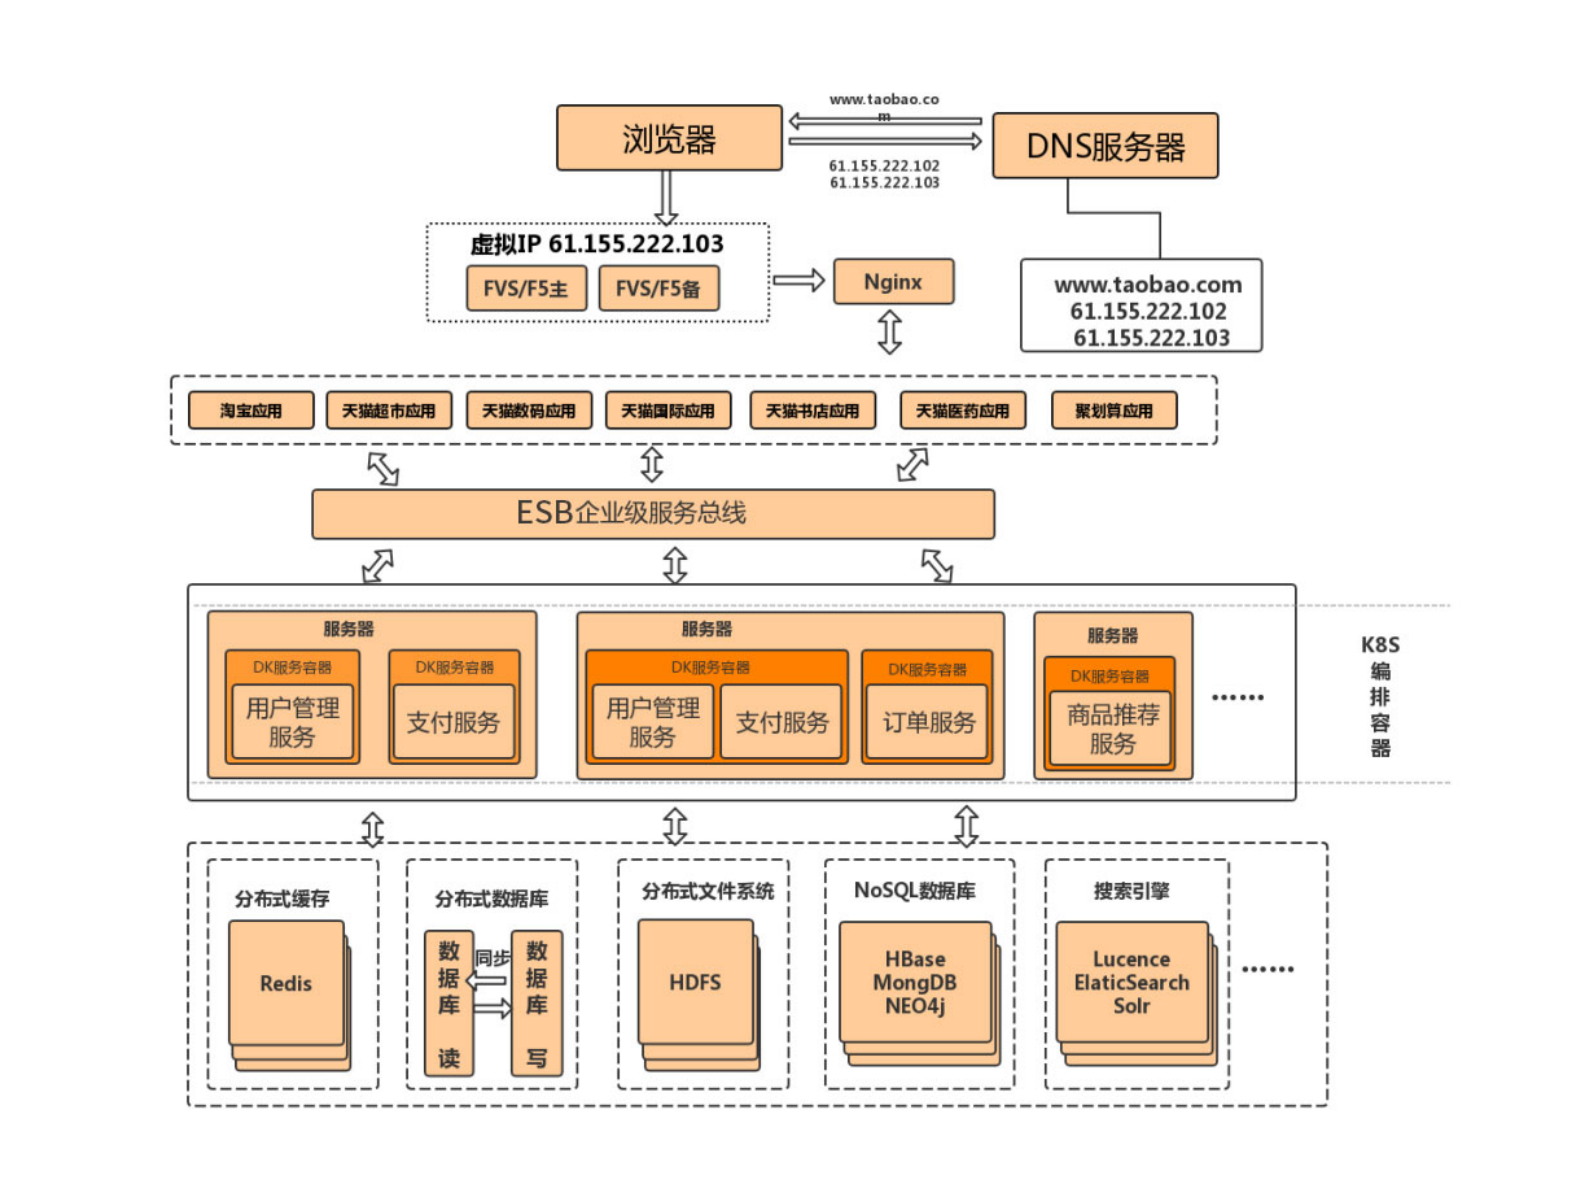 www.taobao.co
m
浏览器
DNS服务器
61.155.222.102
61.155.222.103
虚拟IP 61.155.222.103
FVS/F5主
FVS/F5备
Nginx
www.taobao.com
61.155.222.102
61.155.222.103
淘宝应用
天猫超市应用
天猫数码应用
天猫国际应用
天猫书店应用
天猫医药应用
聚划算应用
ESB企业级服务总线
服务器
DK服务容器
用户管理
服务
DK服务容器
支付服务
服务器
DK服务容器
用户管理
服务
支付服务
DK服务容器
订单服务
服务器
DK服务容器
商品推荐
服务
······
K8S
编
排
容
器
分布式缓存
Redis
分布式数据库
数
据
库
读
同步
数
据
库
写
分布式文件系统
HDFS
NoSQL数据库
HBase
MongDB
NEO4j
搜索引擎
Lucence
ElaticSearch
Solr
······